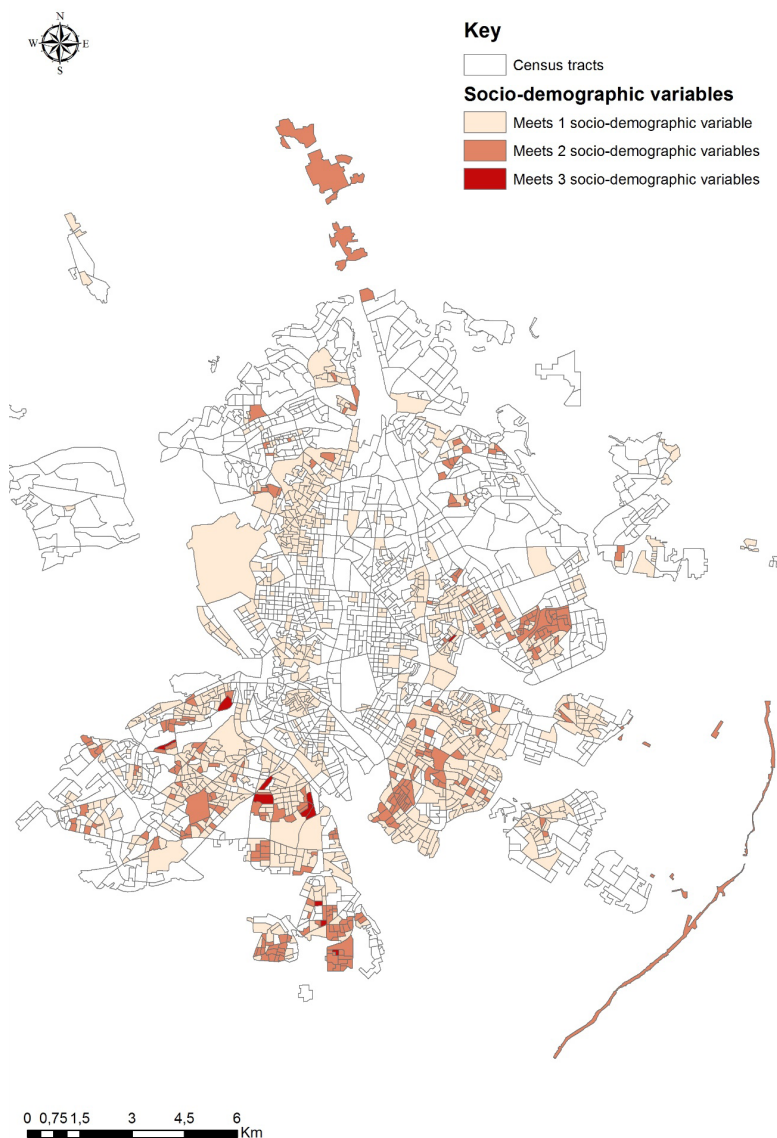 N
W E
S
Key
Census tracts
Socio-demographic variables
Meets 1 socio-demographic variable
Meets 2 socio-demographic variables
Meets 3 socio-demographic variables
0 0,75 1,5 3 4,5 6
Km